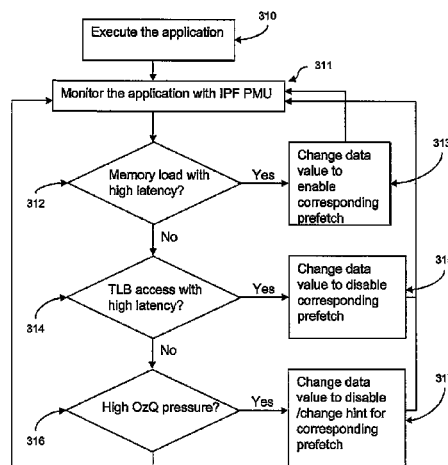 310
Execute the application
311
Monitor the application with IPF PMU
Memory load with
high latency?
312
Yes
Change data
value to
enable
corresponding
prefetch
313
No
TLB access with
high latency?
314
Yes
Change data
value to disable
corresponding
prefetch
No
High OzQ pressure?
316
Yes
Change data
value to disable
/change hint for
corresponding
prefetch